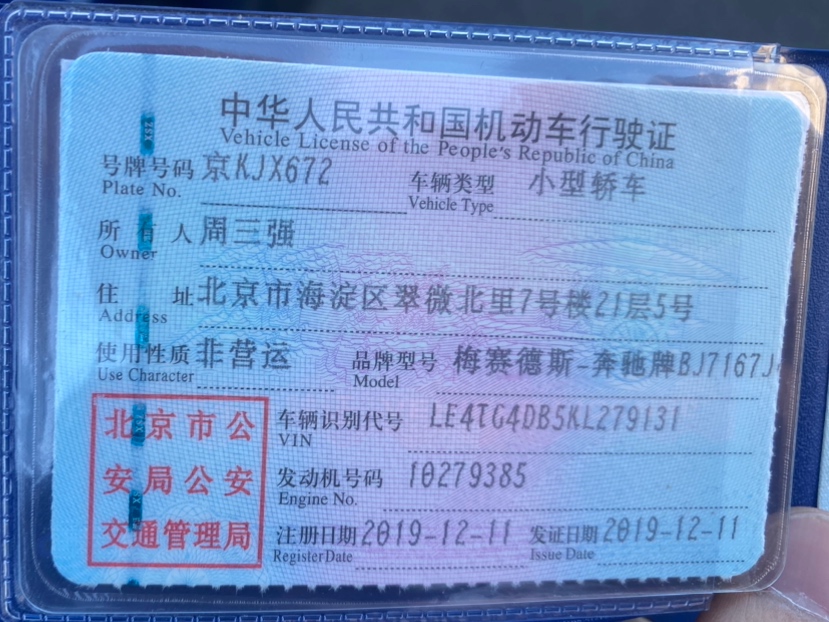 中华人民共和国机动车行驶证
Vehicle License of the People's Republic of China
号牌号码 京KJX672 车辆类型 小型轿车
Plate No. Vehicle Type
所有人 周三强
Owner
住址 北京市海淀区翠微北里7号楼21层5号
Address
使用性质 非营运 品牌型号 梅赛德斯-奔驰牌BJ7167J
Use Character Model
北京市公
安局公安
交通管理局
车辆识别代号 LE4TG4DB5KL279131
VIN
发动机号码 10279385
Engine No.
注册日期 2019-12-11 发证日期 2019-12-11
Register Date Issue Date